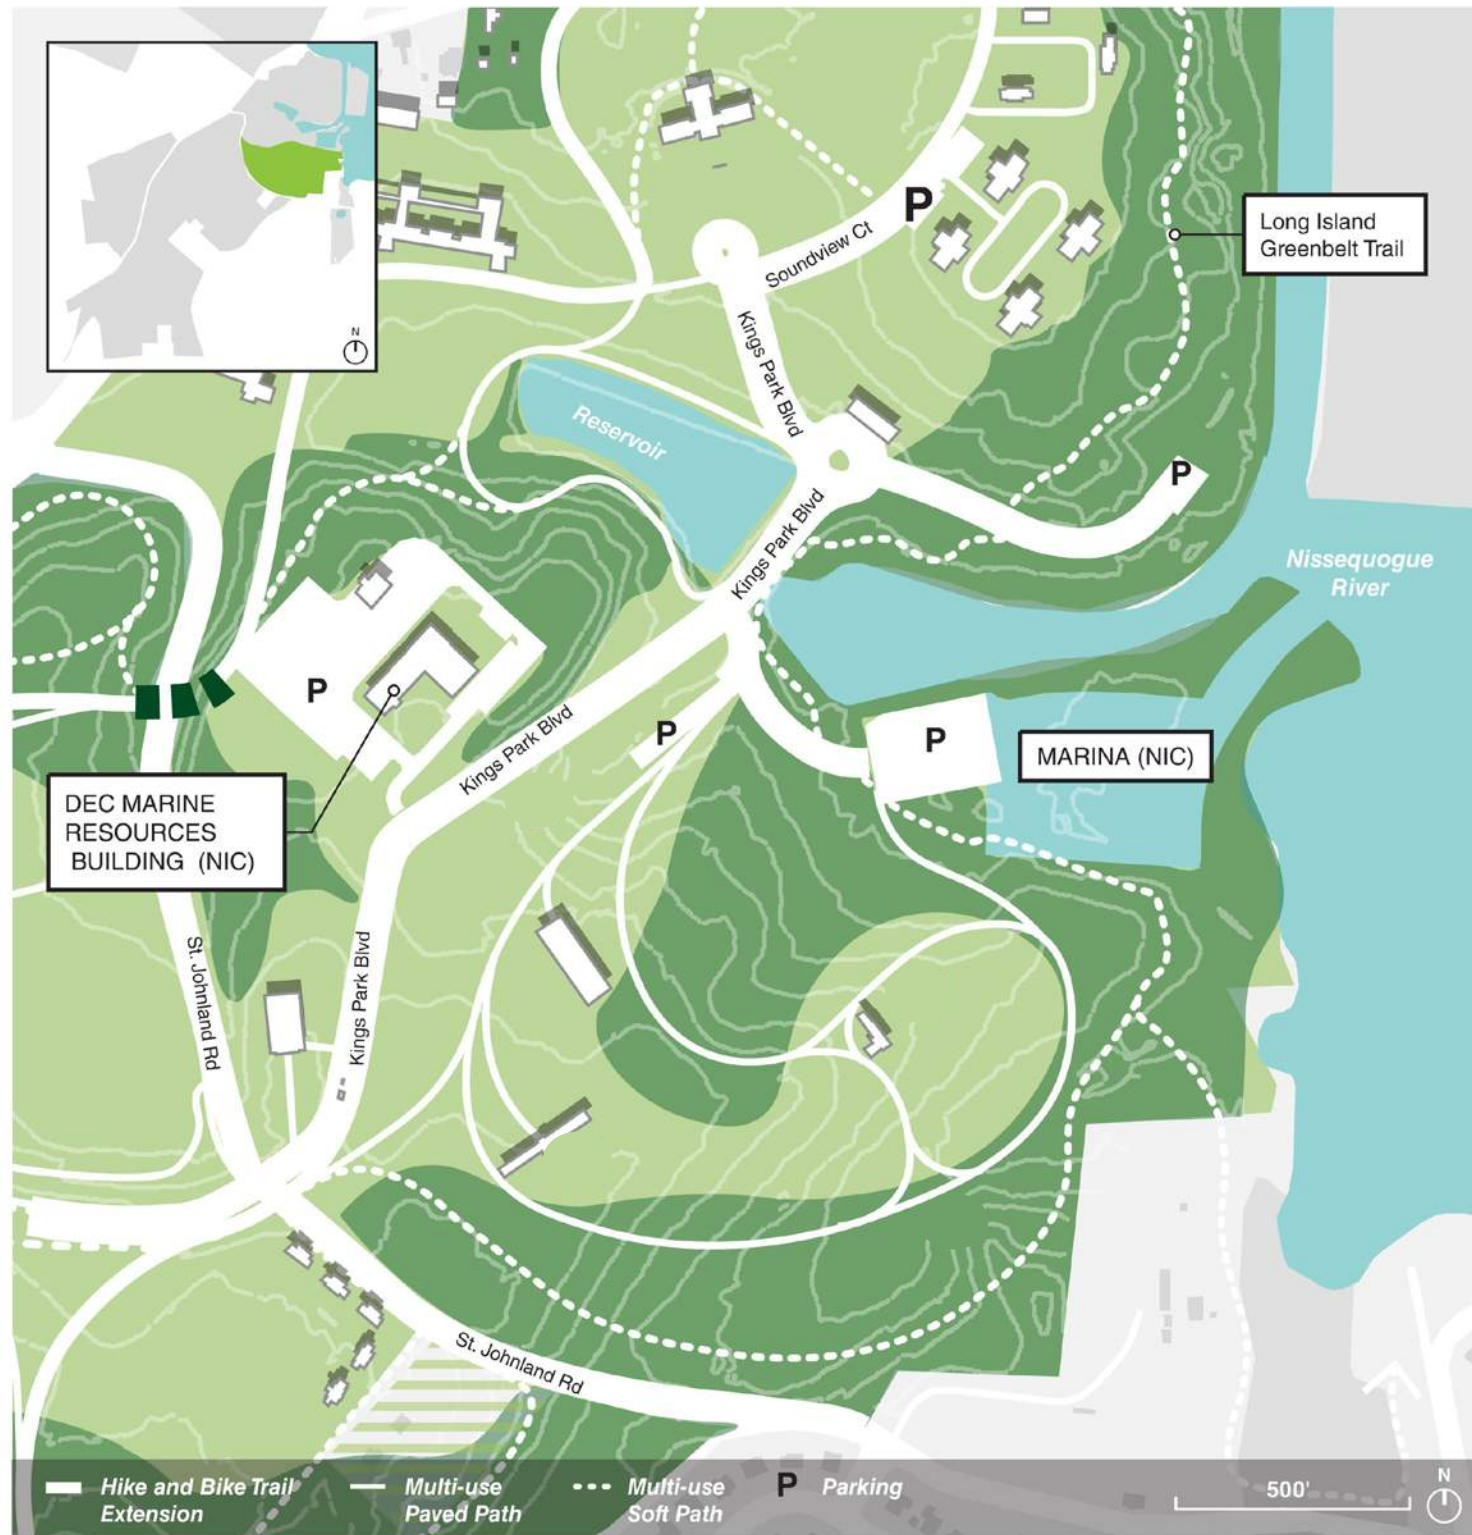 N
P
Long Island
Greenbelt Trail
Soundview Ct
Kings Park Blvd
Reservoir
P
Kings Park Blvd
Nissequogue
River
P
P
P
MARINA (NIC)
Kings Park Blvd
DEC MARINE
RESOURCES
BUILDING (NIC)
St. Johnland Rd
Kings Park Blvd
St. Johnland Rd
Hike and Bike Trail
Extension
Multi-use
Paved Path
Multi-use
Soft Path
P Parking
500'
N